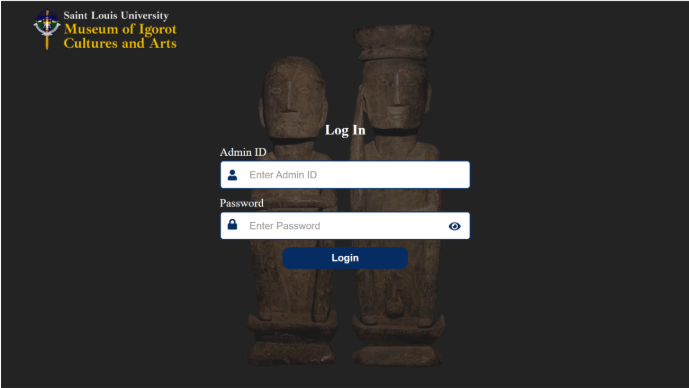 Saint Louis University
Museum of Igorot
Cultures and Arts
Log In
Admin ID
Enter Admin ID
Password
Enter Password
Login